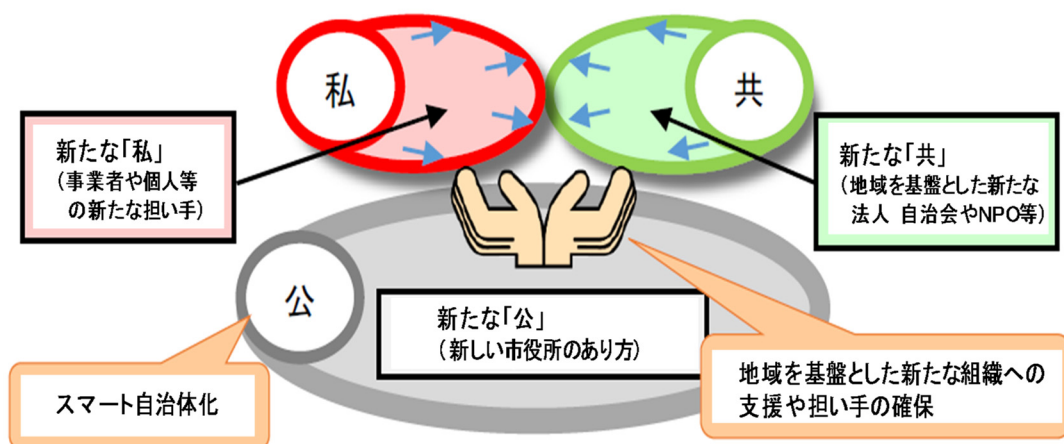 私
共
新たな「私」
（事業者や個人等
の新たな担い手）
新たな「共」
（地域を基盤とした新たな
法人 自治会やNPO等）
公
新たな「公」
（新しい市役所のあり方）
スマート自治体化
地域を基盤とした新たな組織への
支援や担い手の確保